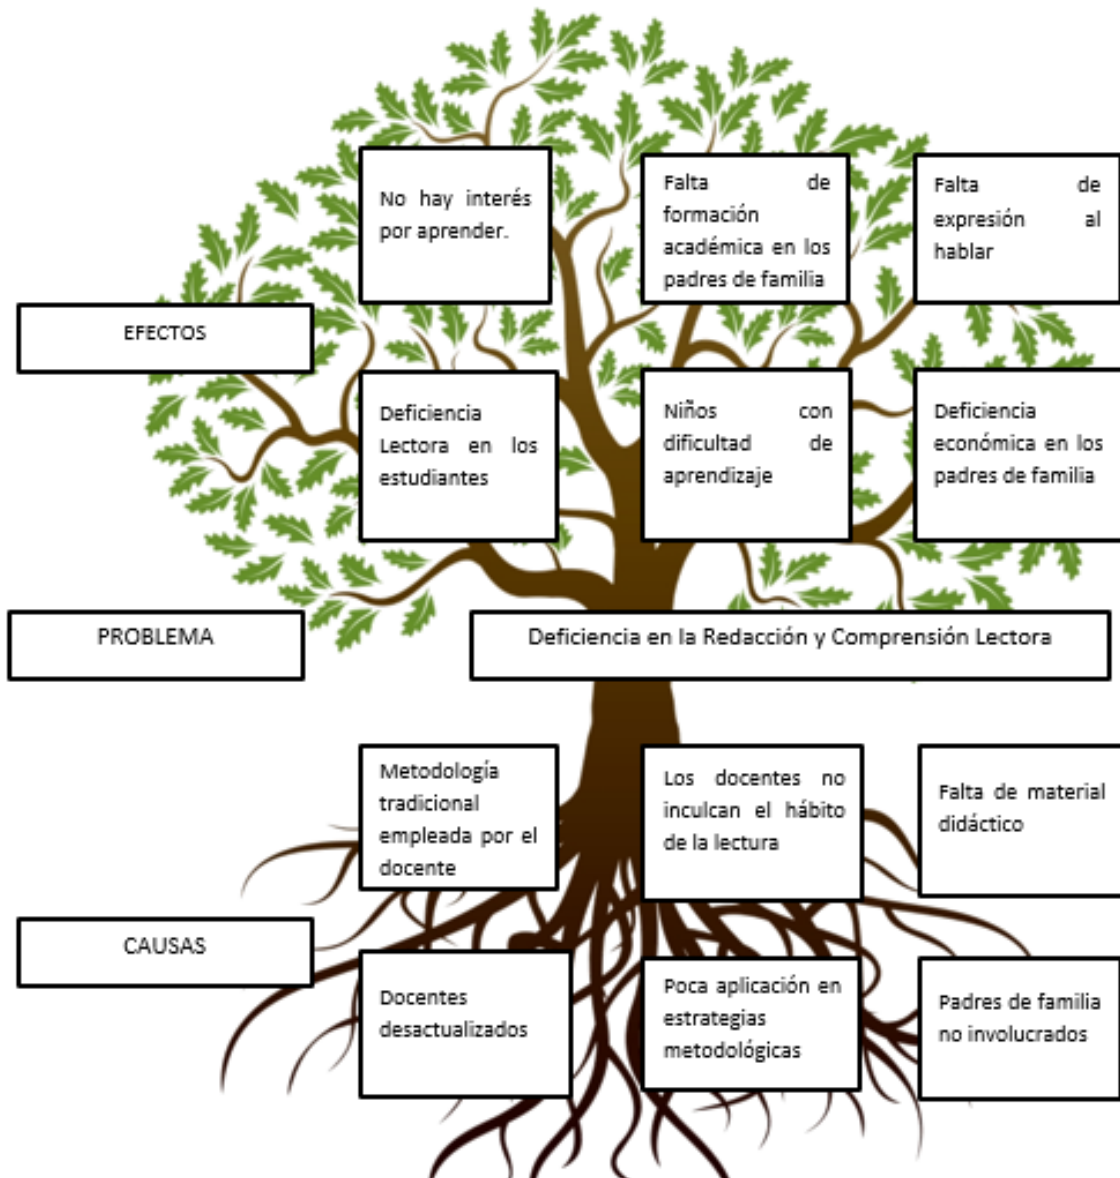 No hay interés
por aprender.
Falta de
formación
académica en los
padres de familia
Falta de
expresión al
hablar
EFECTOS
Deficiencia
Lectora en los
estudiantes
Niños con
dificultad de
aprendizaje
Deficiencia
económica en los
padres de familia
PROBLEMA
Deficiencia en la Redacción y Comprensión Lectora
Metodología
tradicional
empleada por el
docente
Los docentes no
inculcan el hábito
de la lectura
Falta de material
didáctico
CAUSAS
Docentes
desactualizados
Poca aplicación en
estrategias
metodológicas
Padres de familia
no involucrados